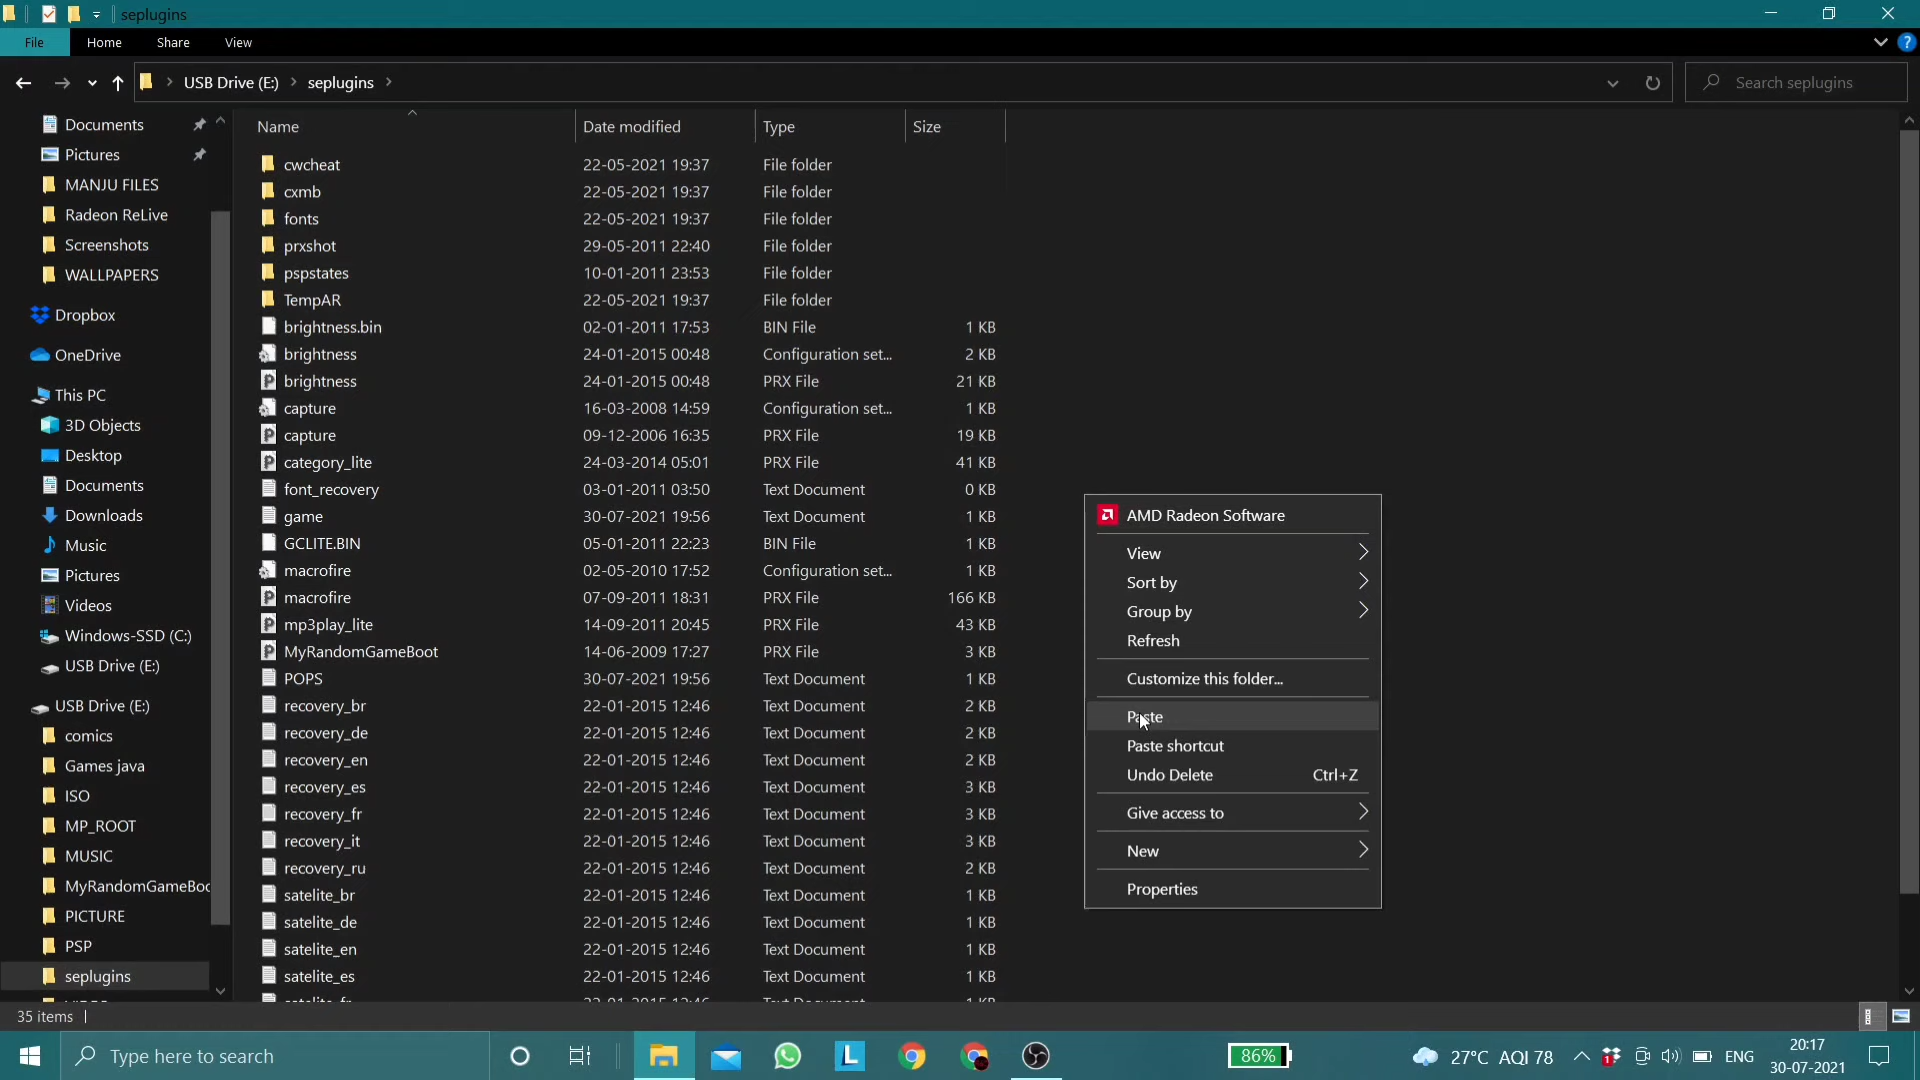 seplugins
File Home Share View
USB Drive (E:) seplugins
Search seplugins
Documents
Pictures
MANJU FILES
Radeon ReLive
Screenshots
WALLPAPERS
Dropbox
OneDrive
This PC
3D Objects
Desktop
Documents
Downloads
Music
Pictures
Videos
Windows-SSD (C:)
USB Drive (E:)
USB Drive (E:)
comics
Games java
ISO
MP_ROOT
MUSIC
MyRandomGameBoo
PICTURE
PSP
seplugins
Name Date modified Type Size
cwcheat 22-05-2021 19:37 File folder
cxmb 22-05-2021 19:37 File folder
fonts 22-05-2021 19:37 File folder
prxshot 29-05-2011 22:40 File folder
pspstates 10-01-2011 23:53 File folder
TempAR 22-05-2021 19:37 File folder
brightness.bin 02-01-2011 17:53 BIN File 1 KB
brightness 24-01-2015 00:48 Configuration set... 2 KB
brightness 24-01-2015 00:48 PRX File 21 KB
capture 16-03-2008 14:59 Configuration set... 1 KB
capture 09-12-2006 16:35 PRX File 19 KB
category_lite 24-03-2014 05:01 PRX File 41 KB
font_recovery 03-01-2011 03:50 Text Document 0 KB
game 30-07-2021 19:56 Text Document 1 KB
GCLITE.BIN 05-01-2011 22:23 BIN File 1 KB
macrofire 02-05-2010 17:52 Configuration set... 1 KB
macrofire 07-09-2011 18:31 PRX File 166 KB
mp3play_lite 14-09-2011 20:45 PRX File 43 KB
MyRandomGameBoot 14-06-2009 17:27 PRX File 3 KB
POPS 30-07-2021 19:56 Text Document 1 KB
recovery_br 22-01-2015 12:46 Text Document 2 KB
recovery_de 22-01-2015 12:46 Text Document 2 KB
recovery_en 22-01-2015 12:46 Text Document 2 KB
recovery_es 22-01-2015 12:46 Text Document 3 KB
recovery_fr 22-01-2015 12:46 Text Document 3 KB
recovery_it 22-01-2015 12:46 Text Document 3 KB
recovery_ru 22-01-2015 12:46 Text Document 2 KB
satelite_br 22-01-2015 12:46 Text Document 1 KB
satelite_de 22-01-2015 12:46 Text Document 1 KB
satelite_en 22-01-2015 12:46 Text Document 1 KB
satelite_es 22-01-2015 12:46 Text Document 1 KB
AMD Radeon Software
View
Sort by
Group by
Refresh
Customize this folder...
Paste
Paste shortcut
Undo Delete Ctrl+Z
Give access to
New
Properties
35 items
Type here to search
86%
27°C AQI 78
ENG
20:17
30-07-2021